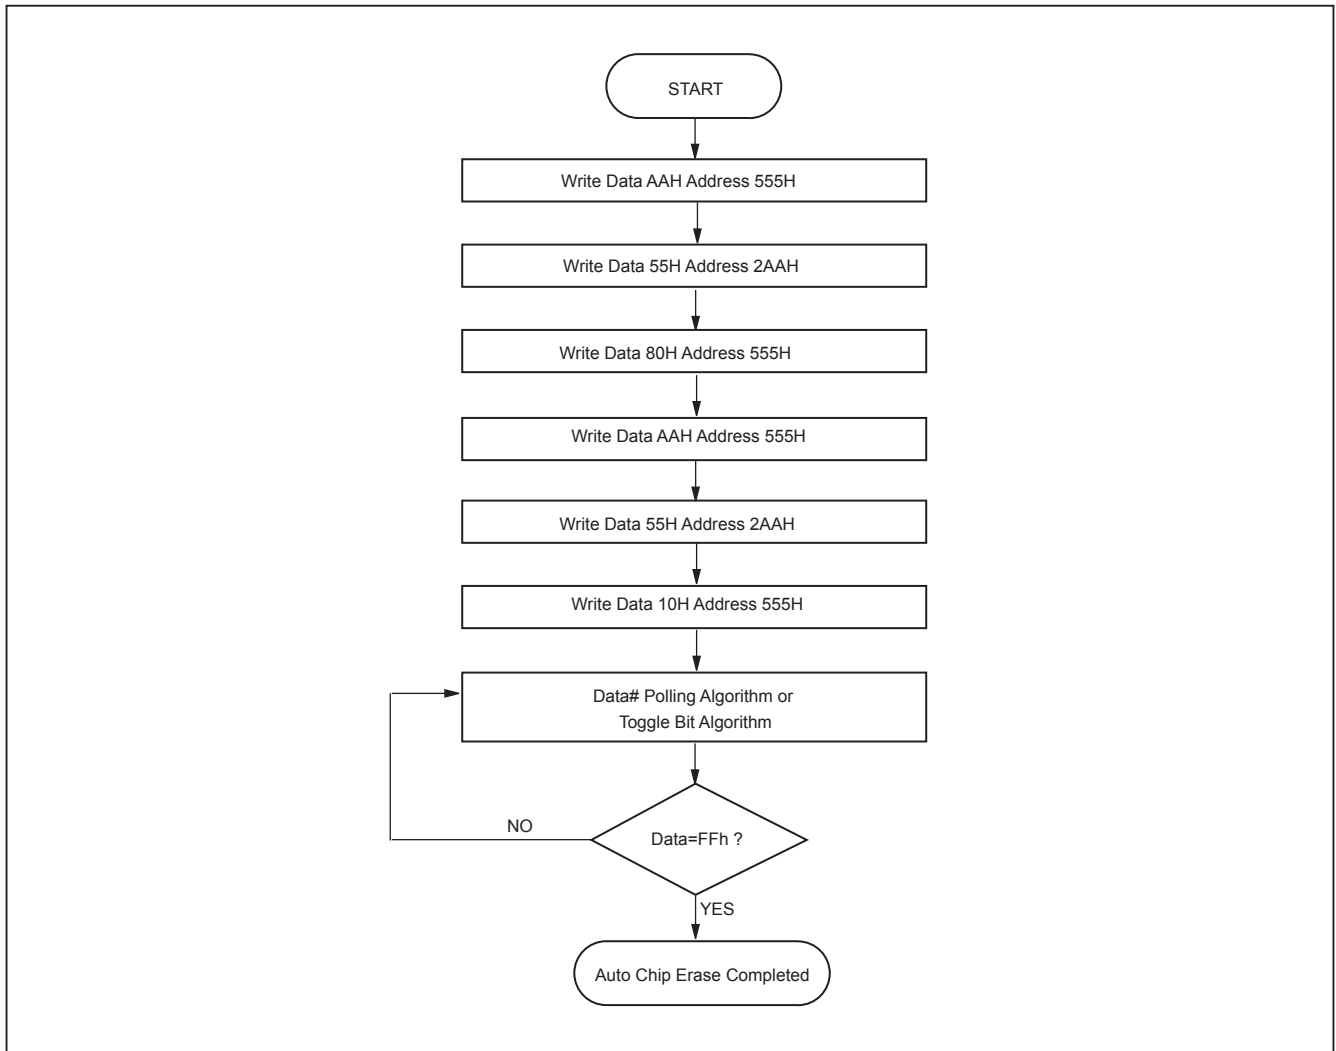 START
Write Data AAH Address 555H
Write Data 55H Address 2AAH
Write Data 80H Address 555H
Write Data AAH Address 555H
Write Data 55H Address 2AAH
Write Data 10H Address 555H
Data# Polling Algorithm or
Toggle Bit Algorithm
NO
Data=FFh ?
YES
Auto Chip Erase Completed